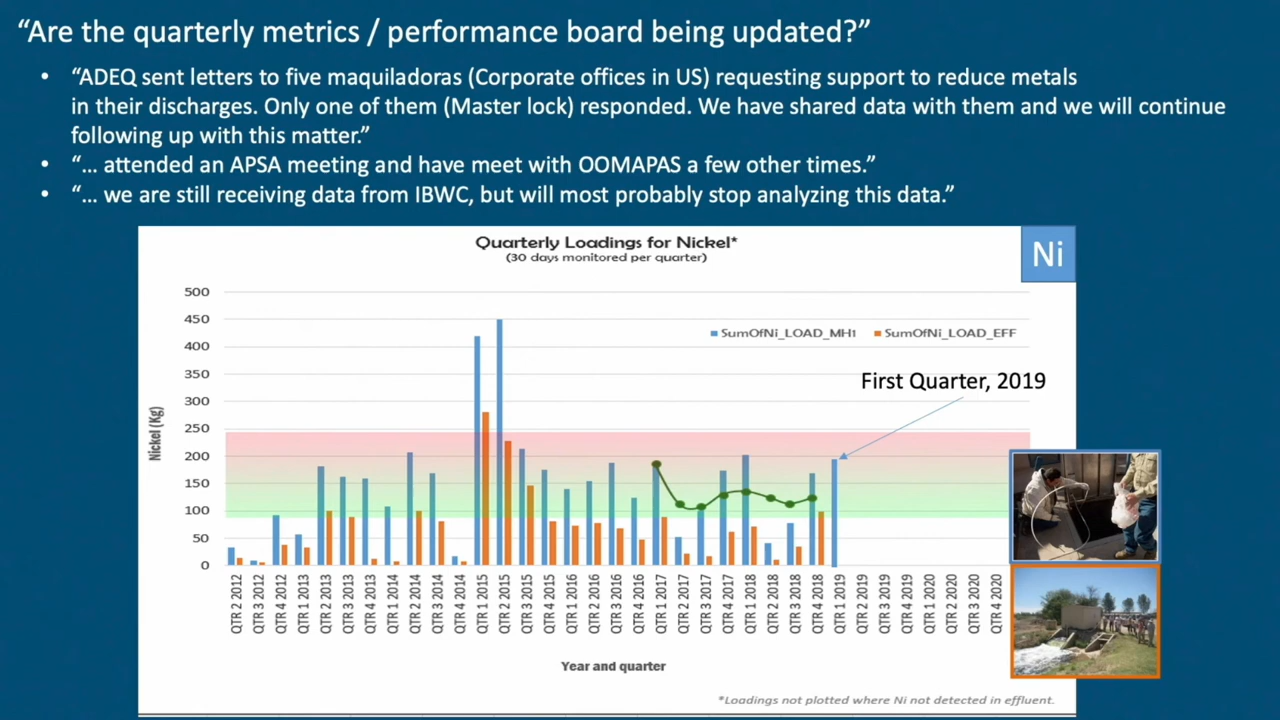 “Are the quarterly metrics / performance board being updated?”
• “ADEQ sent letters to five maquiladoras (Corporate offices in US) requesting support to reduce metals
in their discharges. Only one of them (Master lock) responded. We have shared data with them and we will continue
following up with this matter.”
• “… attended an APSA meeting and have meet with OOMAPAS a few other times.”
• “… we are still receiving data from IBWC, but will most probably stop analyzing this data.”
Quarterly Loadings for Nickel*
(30 days monitored per quarter)
Ni
500
450
400
350
300
250
200
150
100
50
0
Nickel (Kg)
SumOfNi_LOAD_MH1
SumOfNi_LOAD_EFF
First Quarter, 2019
QTR 2 2012
QTR 3 2012
QTR 4 2012
QTR 1 2013
QTR 2 2013
QTR 3 2013
QTR 4 2013
QTR 1 2014
QTR 2 2014
QTR 3 2014
QTR 4 2014
QTR 1 2015
QTR 2 2015
QTR 3 2015
QTR 4 2015
QTR 1 2016
QTR 2 2016
QTR 3 2016
QTR 4 2016
QTR 1 2017
QTR 2 2017
QTR 3 2017
QTR 4 2017
QTR 1 2018
QTR 2 2018
QTR 3 2018
QTR 4 2018
QTR 1 2019
QTR 2 2019
QTR 3 2019
QTR 4 2019
QTR 1 2020
QTR 2 2020
QTR 3 2020
QTR 4 2020
Year and quarter
*Loadings not plotted where Ni not detected in effluent.